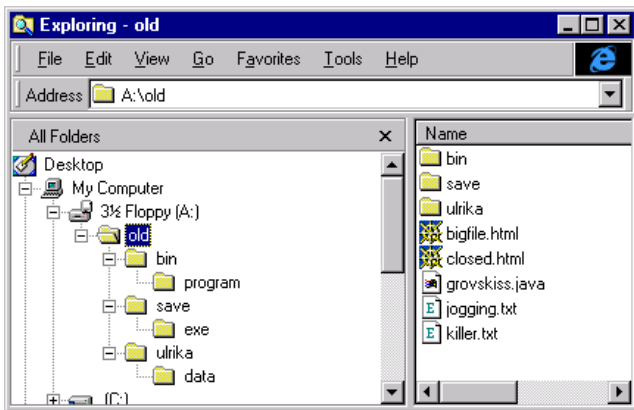 Exploring - old
File Edit View Go Favorites Tools Help
Address A:\old
All Folders
Desktop
My Computer
3½ Floppy (A:)
old
bin
program
save
exe
ulrika
data
(C:)
Name
bin
save
ulrika
bigfile.html
closed.html
grovskiss.java
jogging.txt
killer.txt